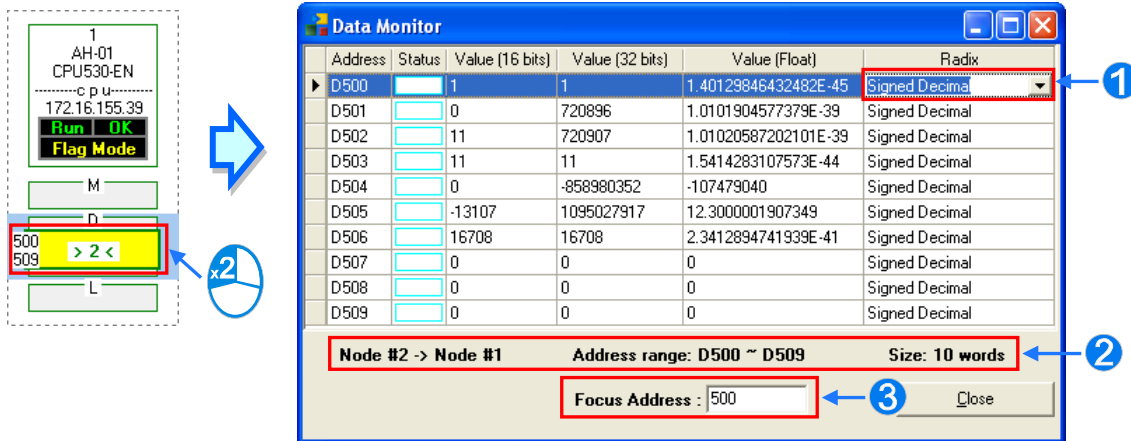 1
AH-01
CPU530-EN
---------c p u---------
172.16.155.39
Run OK
Flag Mode
M
D
500
509
> 2 <
L
x2
Data Monitor
Address Status Value (16 bits) Value (32 bits) Value (Float) Radix
D500 1 1 1.40129846432482E-45 Signed Decimal
D501 0 720896 1.0101904577379E-39 Signed Decimal
D502 11 720907 1.01020587202101E-39 Signed Decimal
D503 11 11 1.5414283107573E-44 Signed Decimal
D504 0 -858980352 -107479040 Signed Decimal
D505 -13107 1095027917 12.3000001907349 Signed Decimal
D506 16708 16708 2.3412894741939E-41 Signed Decimal
D507 0 0 0 Signed Decimal
D508 0 0 0 Signed Decimal
D509 0 0 0 Signed Decimal
Node #2 -> Node #1 Address range: D500 ~ D509 Size: 10 words
Focus Address : 500
Close
1
2
3